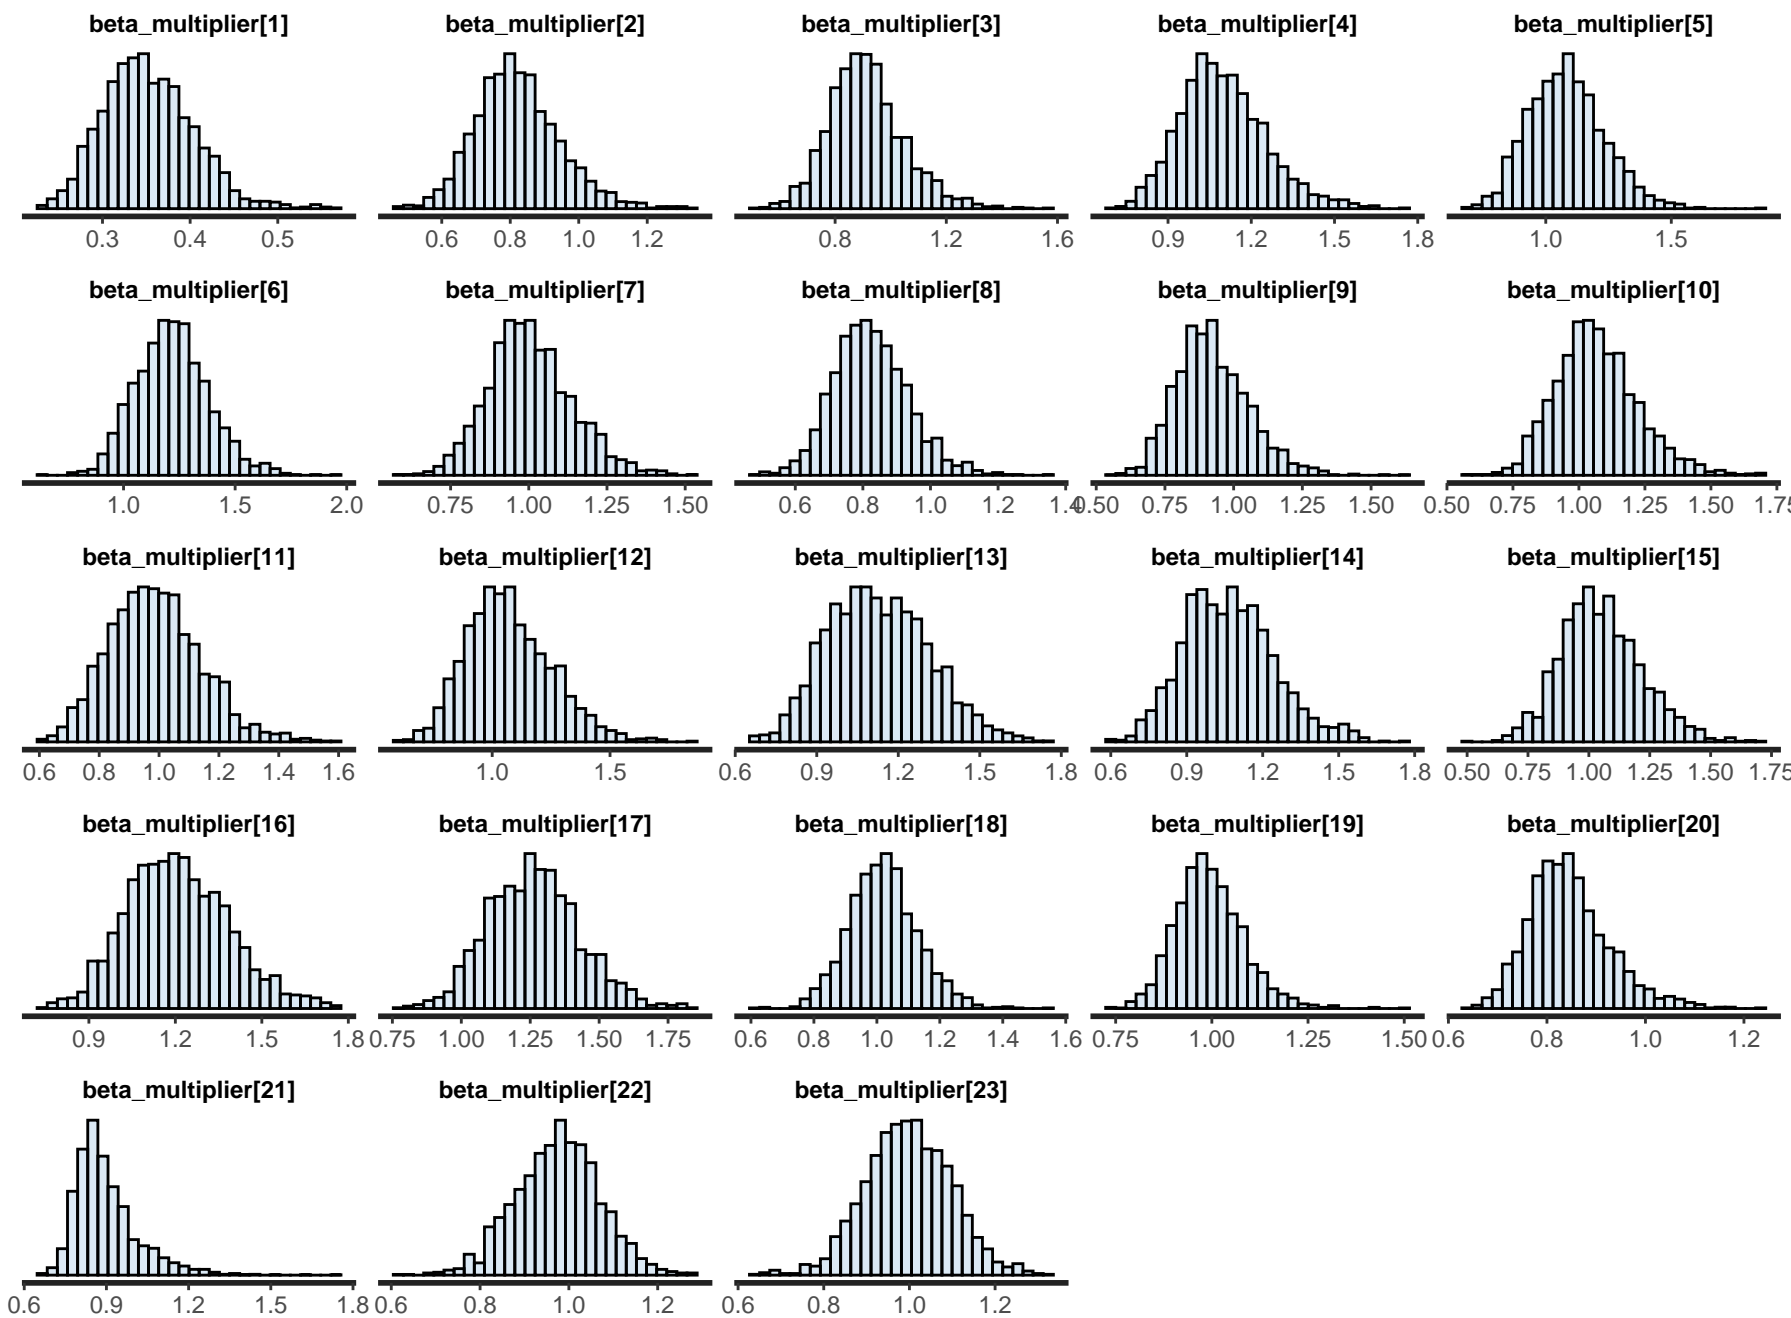 beta_multiplier[1] beta_multiplier[2] beta_multiplier[3] beta_multiplier[4] beta_multiplier[5]
0.3 0.4 0.5 0.6 0.8 1.0 1.2 0.8 1.2 1.6 0.9 1.2 1.5 1.8 1.0 1.5
beta_multiplier[6] beta_multiplier[7] beta_multiplier[8] beta_multiplier[9] beta_multiplier[10]
1.0 1.5 2.0 0.75 1.00 1.25 1.50 0.6 0.8 1.0 1.2 1.4 0.50 0.75 1.00 1.25 1.50 0.50 0.75 1.00 1.25 1.50 1.75
beta_multiplier[11] beta_multiplier[12] beta_multiplier[13] beta_multiplier[14] beta_multiplier[15]
0.6 0.8 1.0 1.2 1.4 1.6 1.0 1.5 0.6 0.9 1.2 1.5 1.8 0.6 0.9 1.2 1.5 1.8 0.50 0.75 1.00 1.25 1.50 1.75
beta_multiplier[16] beta_multiplier[17] beta_multiplier[18] beta_multiplier[19] beta_multiplier[20]
0.9 1.2 1.5 1.8 0.75 1.00 1.25 1.50 1.75 0.6 0.8 1.0 1.2 1.4 1.6 0.75 1.00 1.25 1.50 0.6 0.8 1.0 1.2
beta_multiplier[21] beta_multiplier[22] beta_multiplier[23]
0.6 0.9 1.2 1.5 1.8 0.6 0.8 1.0 1.2 0.6 0.8 1.0 1.2